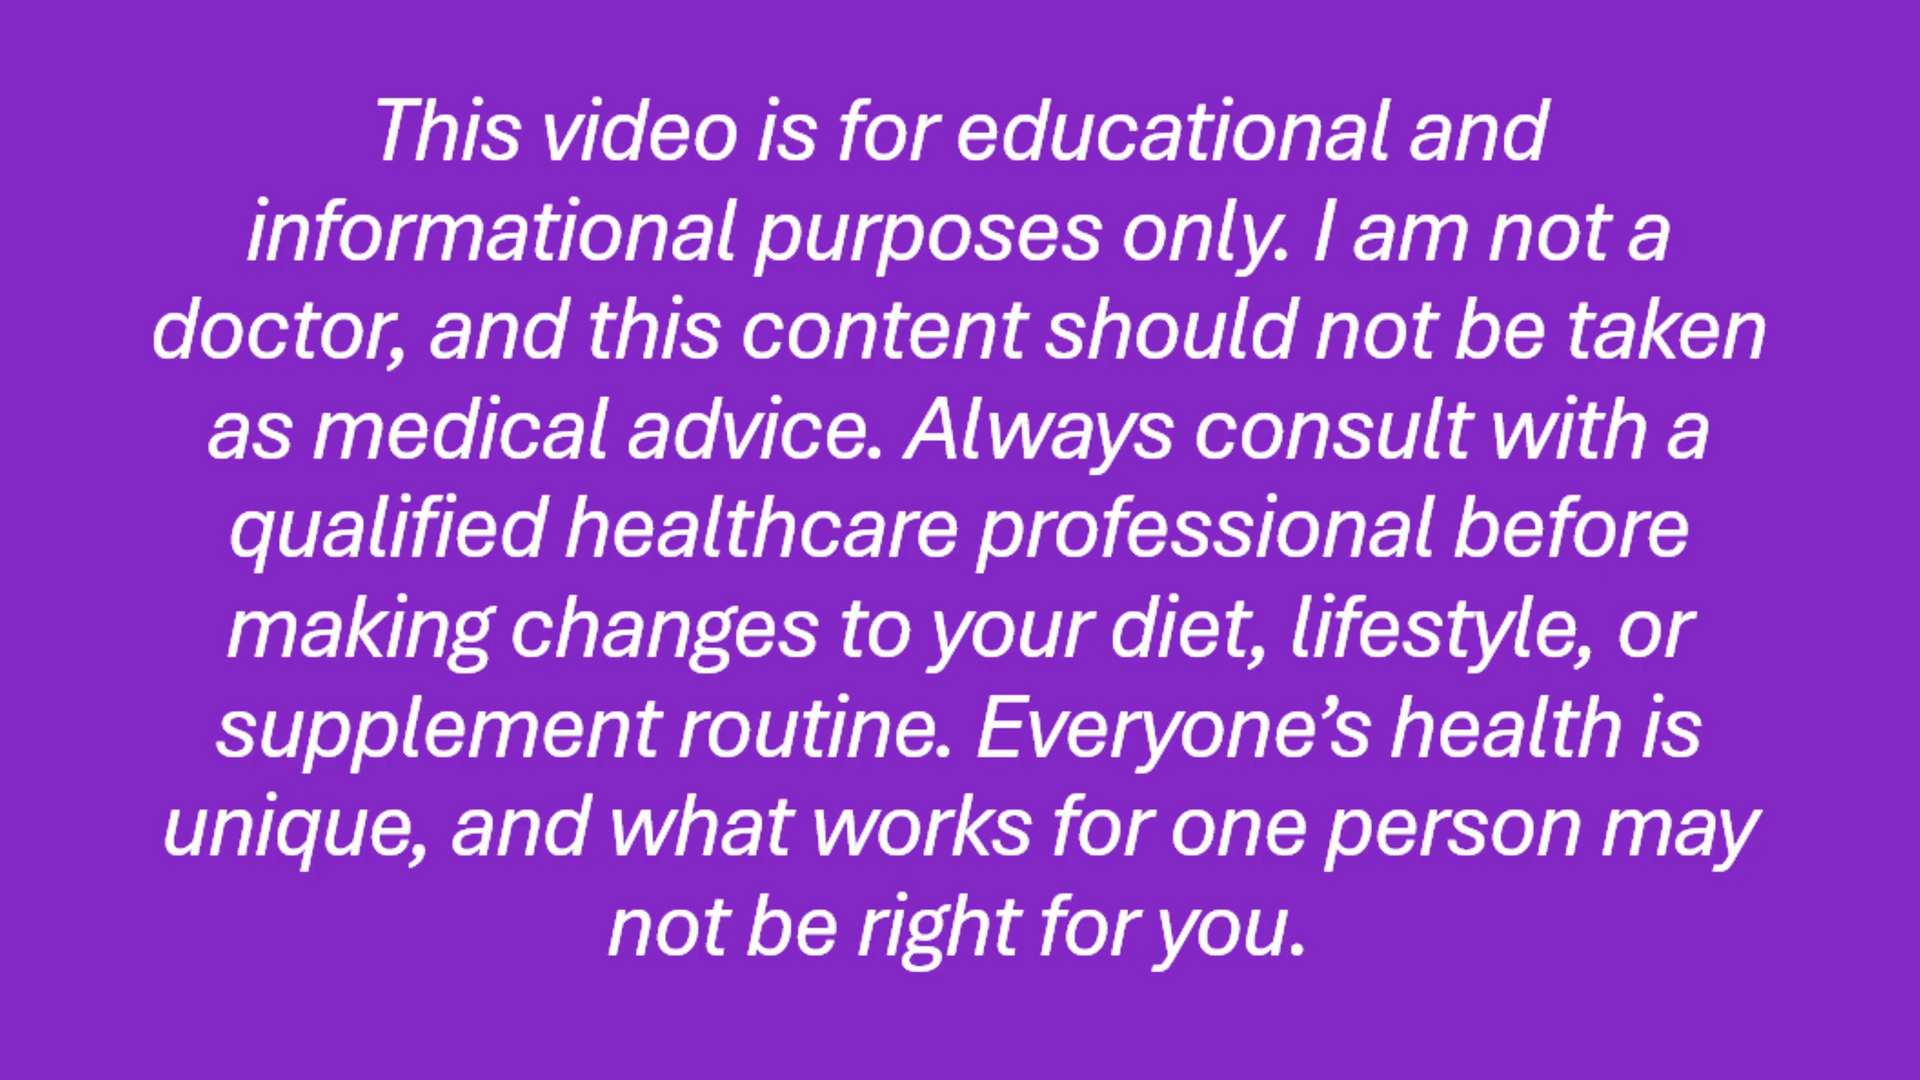 This video is for educational and
informational purposes only. I am not a
doctor, and this content should not be taken
as medical advice. Always consult with a
qualified healthcare professional before
making changes to your diet, lifestyle, or
supplement routine. Everyone’s health is
unique, and what works for one person may
not be right for you.